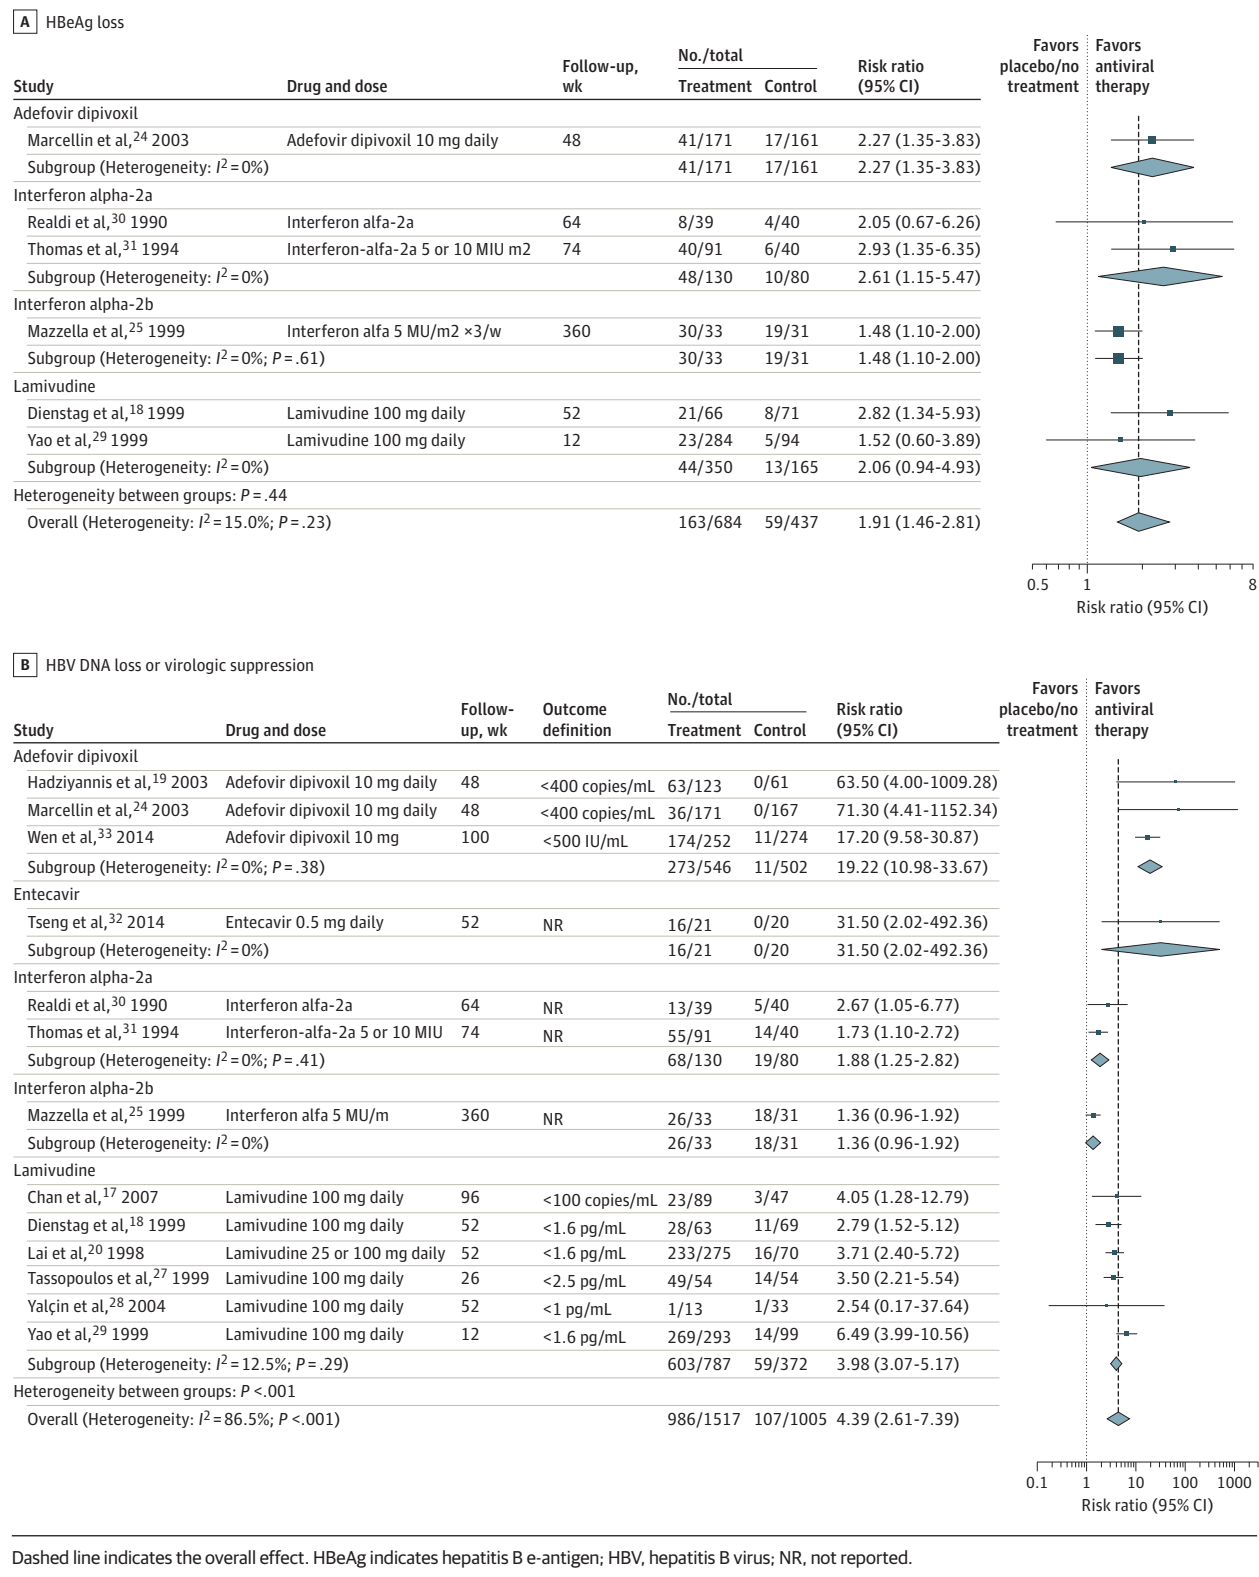 A HBeAg loss
Study Drug and dose Follow-up, wk No./total Treatment Control Risk ratio (95% CI) Favors placebo/no treatment Favors antiviral therapy
Adefovir dipivoxil
Marcellin et al,24 2003 Adefovir dipivoxil 10 mg daily 48 41/171 17/161 2.27 (1.35-3.83)
Subgroup (Heterogeneity: I2 = 0%) 41/171 17/161 2.27 (1.35-3.83)
Interferon alpha-2a
Realdi et al,30 1990 Interferon alfa-2a 64 8/39 4/40 2.05 (0.67-6.26)
Thomas et al,31 1994 Interferon-alfa-2a 5 or 10 MIU m2 74 40/91 6/40 2.93 (1.35-6.35)
Subgroup (Heterogeneity: I2 = 0%) 48/130 10/80 2.61 (1.15-5.47)
Interferon alpha-2b
Mazzella et al,25 1999 Interferon alfa 5 MU/m2 ×3/w 360 30/33 19/31 1.48 (1.10-2.00)
Subgroup (Heterogeneity: I2 = 0%; P = .61) 30/33 19/31 1.48 (1.10-2.00)
Lamivudine
Dienstag et al,18 1999 Lamivudine 100 mg daily 52 21/66 8/71 2.82 (1.34-5.93)
Yao et al,29 1999 Lamivudine 100 mg daily 12 23/284 5/94 1.52 (0.60-3.89)
Subgroup (Heterogeneity: I2 = 0%) 44/350 13/165 2.06 (0.94-4.93)
Heterogeneity between groups: P = .44
Overall (Heterogeneity: I2 = 15.0%; P = .23) 163/684 59/437 1.91 (1.46-2.81)
0.5 1 8
Risk ratio (95% CI)
B HBV DNA loss or virologic suppression
Study Drug and dose Follow-up, wk Outcome definition No./total Treatment Control Risk ratio (95% CI) Favors placebo/no treatment Favors antiviral therapy
Adefovir dipivoxil
Hadziyannis et al,19 2003 Adefovir dipivoxil 10 mg daily 48 <400 copies/mL 63/123 0/61 63.50 (4.00-1009.28)
Marcellin et al,24 2003 Adefovir dipivoxil 10 mg daily 48 <400 copies/mL 36/171 0/167 71.30 (4.41-1152.34)
Wen et al,33 2014 Adefovir dipivoxil 10 mg 100 <500 IU/mL 174/252 11/274 17.20 (9.58-30.87)
Subgroup (Heterogeneity: I2 = 0%; P = .38) 273/546 11/502 19.22 (10.98-33.67)
Entecavir
Tseng et al,32 2014 Entecavir 0.5 mg daily 52 NR 16/21 0/20 31.50 (2.02-492.36)
Subgroup (Heterogeneity: I2 = 0%) 16/21 0/20 31.50 (2.02-492.36)
Interferon alpha-2a
Realdi et al,30 1990 Interferon alfa-2a 64 NR 13/39 5/40 2.67 (1.05-6.77)
Thomas et al,31 1994 Interferon-alfa-2a 5 or 10 MIU 74 NR 55/91 14/40 1.73 (1.10-2.72)
Subgroup (Heterogeneity: I2 = 0%; P = .41) 68/130 19/80 1.88 (1.25-2.82)
Interferon alpha-2b
Mazzella et al,25 1999 Interferon alfa 5 MU/m 360 NR 26/33 18/31 1.36 (0.96-1.92)
Subgroup (Heterogeneity: I2 = 0%) 26/33 18/31 1.36 (0.96-1.92)
Lamivudine
Chan et al,17 2007 Lamivudine 100 mg daily 96 <100 copies/mL 23/89 3/47 4.05 (1.28-12.79)
Dienstag et al,18 1999 Lamivudine 100 mg daily 52 <1.6 pg/mL 28/63 11/69 2.79 (1.52-5.12)
Lai et al,20 1998 Lamivudine 25 or 100 mg daily 52 <1.6 pg/mL 233/275 16/70 3.71 (2.40-5.72)
Tassopoulos et al,27 1999 Lamivudine 100 mg daily 26 <2.5 pg/mL 49/54 14/54 3.50 (2.21-5.54)
Yalçin et al,28 2004 Lamivudine 100 mg daily 52 <1 pg/mL 1/13 1/33 2.54 (0.17-37.64)
Yao et al,29 1999 Lamivudine 100 mg daily 12 <1.6 pg/mL 269/293 14/99 6.49 (3.99-10.56)
Subgroup (Heterogeneity: I2 = 12.5%; P = .29) 603/787 59/372 3.98 (3.07-5.17)
Heterogeneity between groups: P <.001
Overall (Heterogeneity: I2 = 86.5%; P <.001) 986/1517 107/1005 4.39 (2.61-7.39)
0.1 1 10 100 1000
Risk ratio (95% CI)
Dashed line indicates the overall effect. HBeAg indicates hepatitis B e-antigen; HBV, hepatitis B virus; NR, not reported.